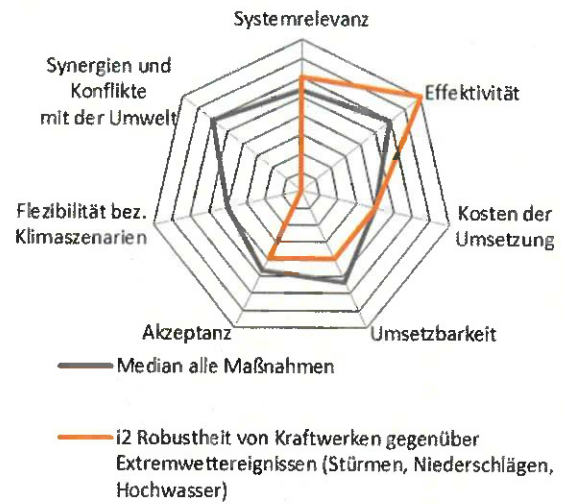 Systemrelevanz
Synergien und
Konflikte
mit der Umwelt
Effektivität
Flezibilität bez.
Klimaszenarien
Kosten der
Umsetzung
Akzeptanz
Umsetzbarkeit
Median alle Maßnahmen
i2 Robustheit von Kraftwerken gegenüber
Extremwettereignissen (Stürmen, Niederschlägen,
Hochwasser)